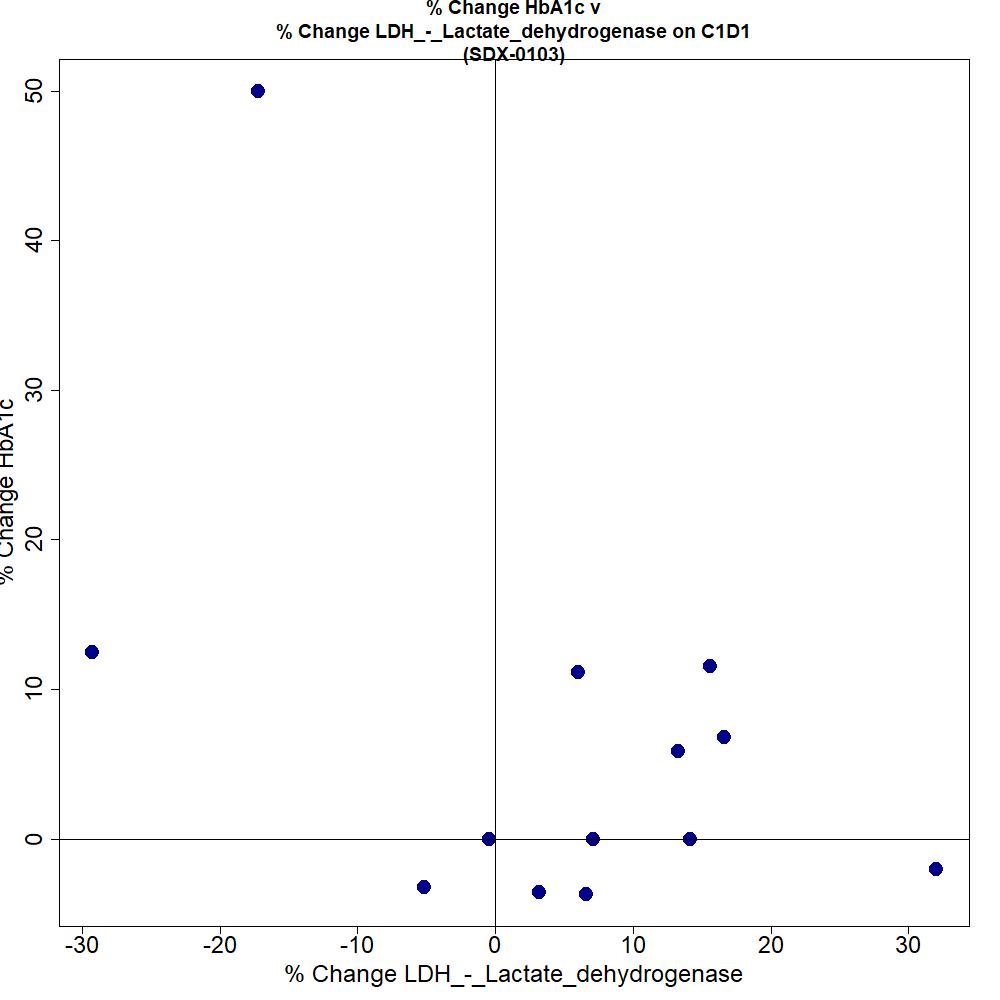 % Change HbA1c v
% Change LDH_-_Lactate_dehydrogenase on C1D1
(SDX-0103)
50
40
30
20
10
0
% Change HbA1c
-30 -20 -10 0 10 20 30
% Change LDH_-_Lactate_dehydrogenase